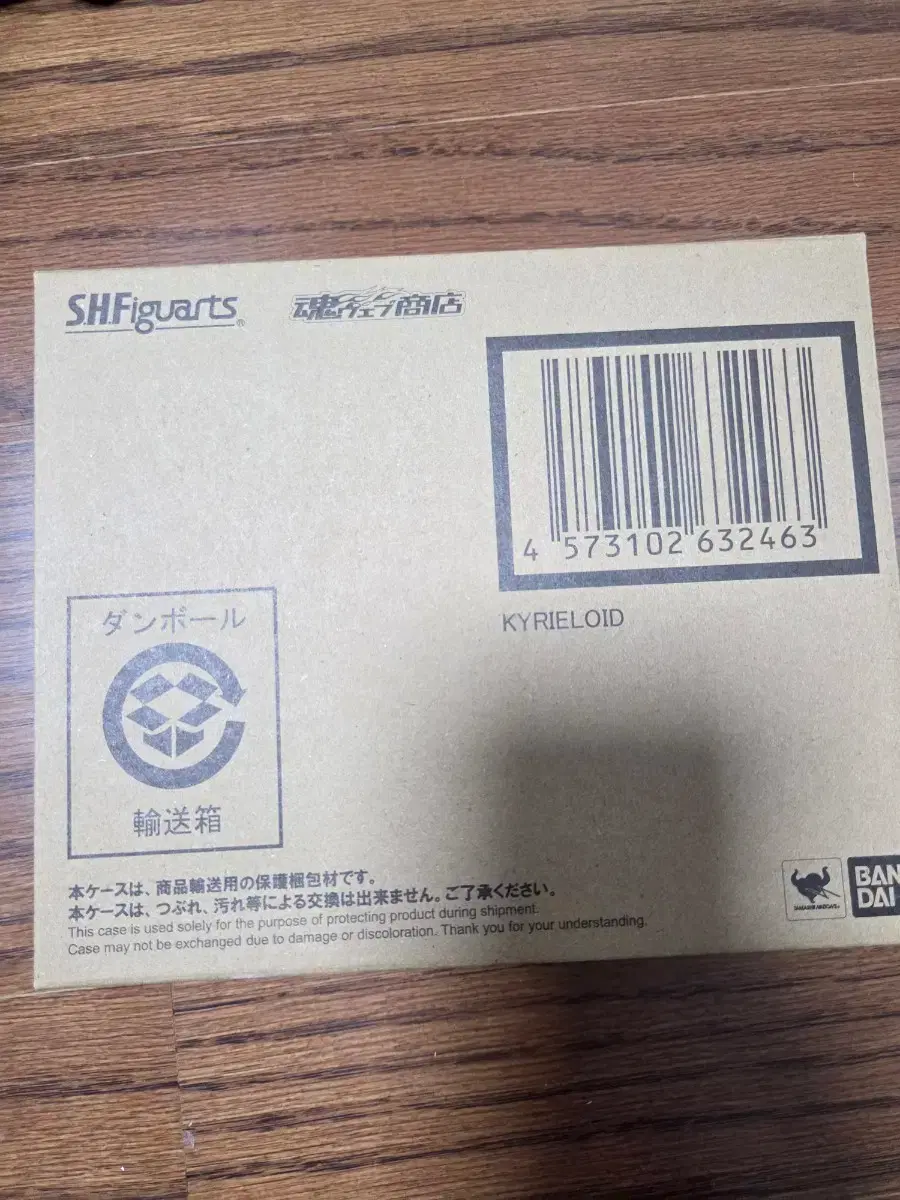 S.H.Figuarts®
魂ウェブ商店
4 573102 632463
KYRIELOID
ダンボール
輸送箱
本ケースは、商品輸送用の保護梱包材です。
本ケースは、つぶれ、汚れ等による交換は出来ません。ご了承ください。
This case is used solely for the purpose of protecting product during shipment.
Case may not be exchanged due to damage or discoloration. Thank you for your understanding.
BAN
DAI